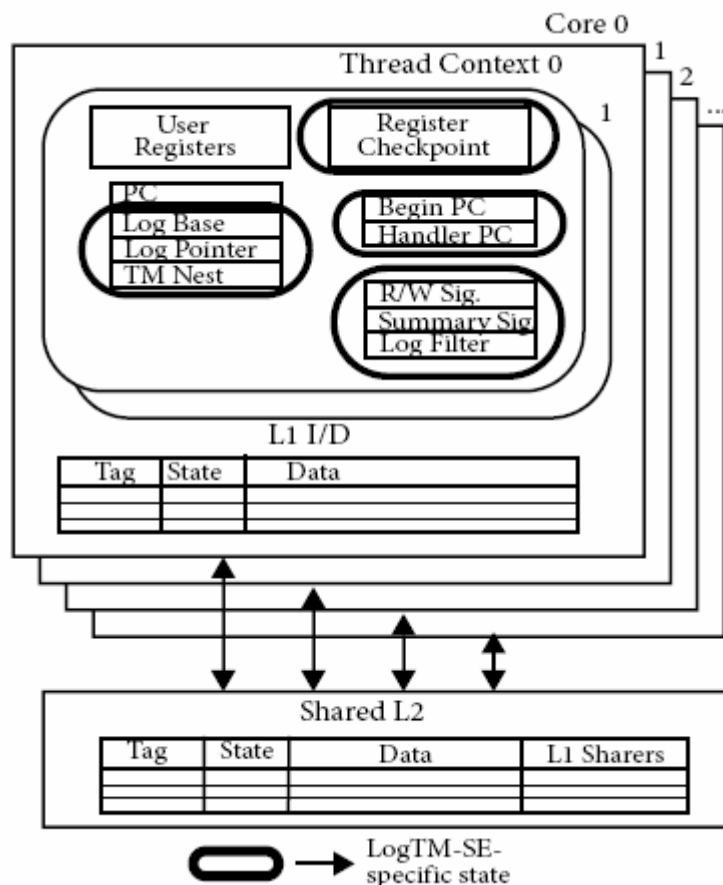 Core 0
1
2
...
Thread Context 0
1
User Registers
Register Checkpoint
PC
Log Base
Log Pointer
TM Nest
Begin PC
Handler PC
R/W Sig.
Summary Sig
Log Filter
L1 I/D
Tag State Data
Shared L2
Tag State Data L1 Sharers
LogTM-SE-
specific state